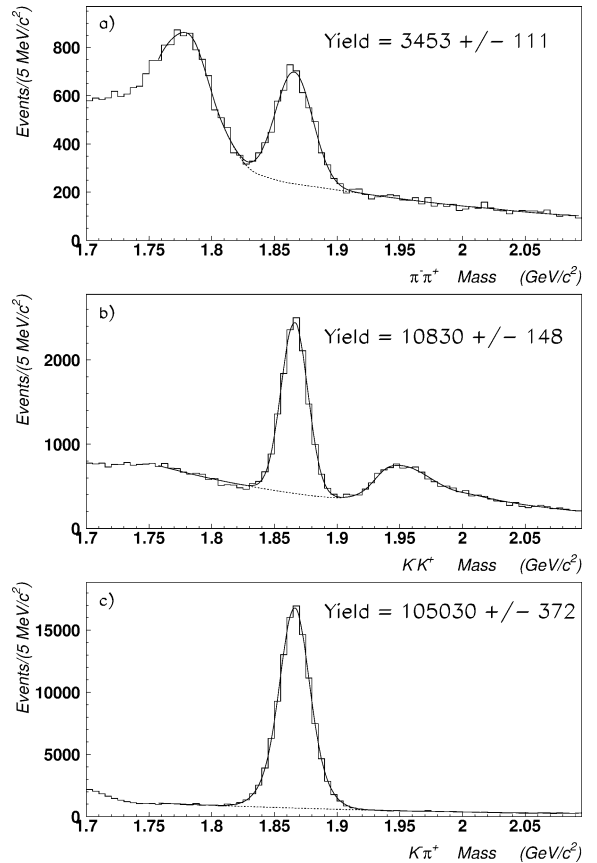 a)
Yield = 3453 +/- 111
Events/(5 MeV/c²)
800
600
400
200
0
1.7 1.75 1.8 1.85 1.9 1.95 2 2.05
π⁻π⁺ Mass (GeV/c²)
b)
Yield = 10830 +/- 148
Events/(5 MeV/c²)
2000
1000
0
1.7 1.75 1.8 1.85 1.9 1.95 2 2.05
K⁻K⁺ Mass (GeV/c²)
c)
Yield = 105030 +/- 372
Events/(5 MeV/c²)
15000
10000
5000
0
1.7 1.75 1.8 1.85 1.9 1.95 2 2.05
K⁻π⁺ Mass (GeV/c²)